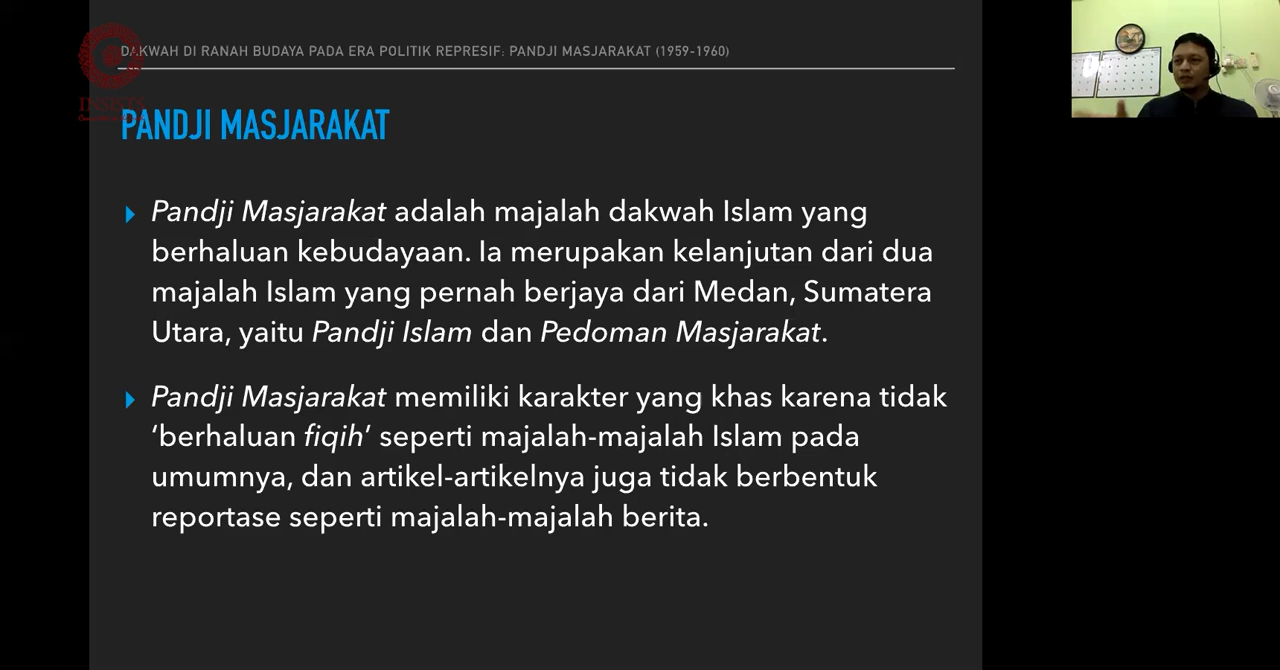 DAKWAH DI RANAH BUDAYA PADA ERA POLITIK REPRESIF: PANDJI MASJARAKAT (1959-1960)
INSISTS
PANDJI MASJARAKAT
Pandji Masjarakat adalah majalah dakwah Islam yang
berhaluan kebudayaan. Ia merupakan kelanjutan dari dua
majalah Islam yang pernah berjaya dari Medan, Sumatera
Utara, yaitu Pandji Islam dan Pedoman Masjarakat.
Pandji Masjarakat memiliki karakter yang khas karena tidak
‘berhaluan fiqih’ seperti majalah-majalah Islam pada
umumnya, dan artikel-artikelnya juga tidak berbentuk
reportase seperti majalah-majalah berita.